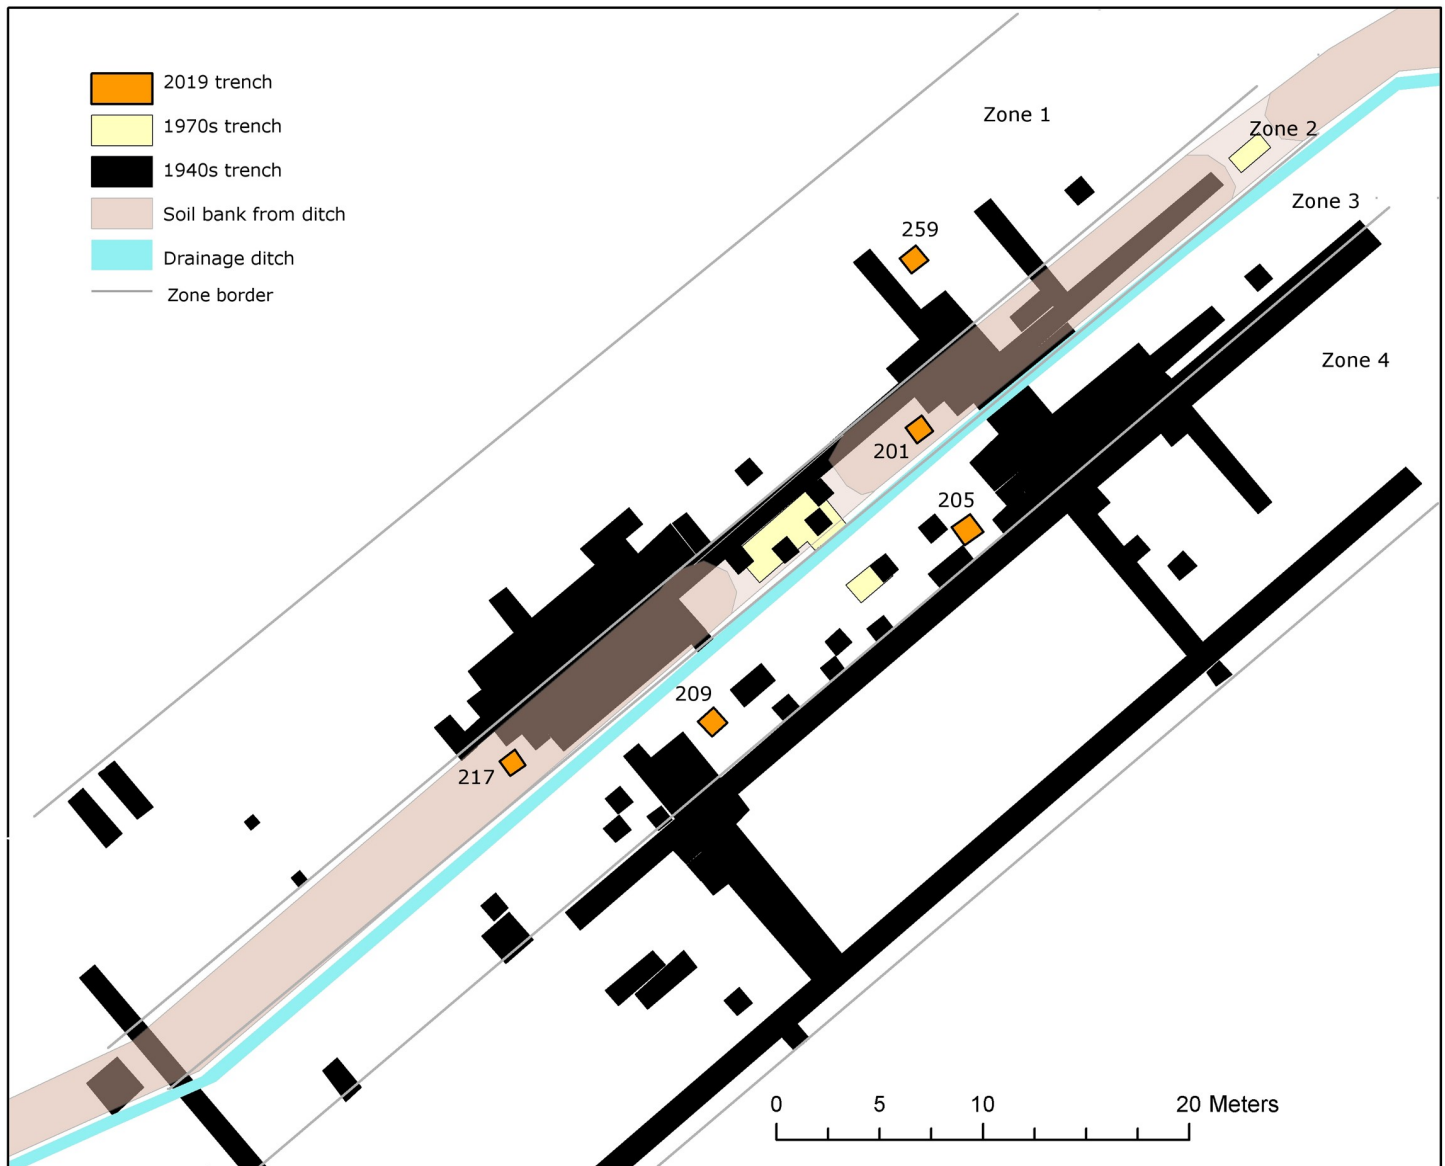 2019 trench
1970s trench
1940s trench
Soil bank from ditch
Drainage ditch
Zone border
Zone 1
Zone 2
Zone 3
Zone 4
259
201
205
209
217
0 5 10 20 Meters